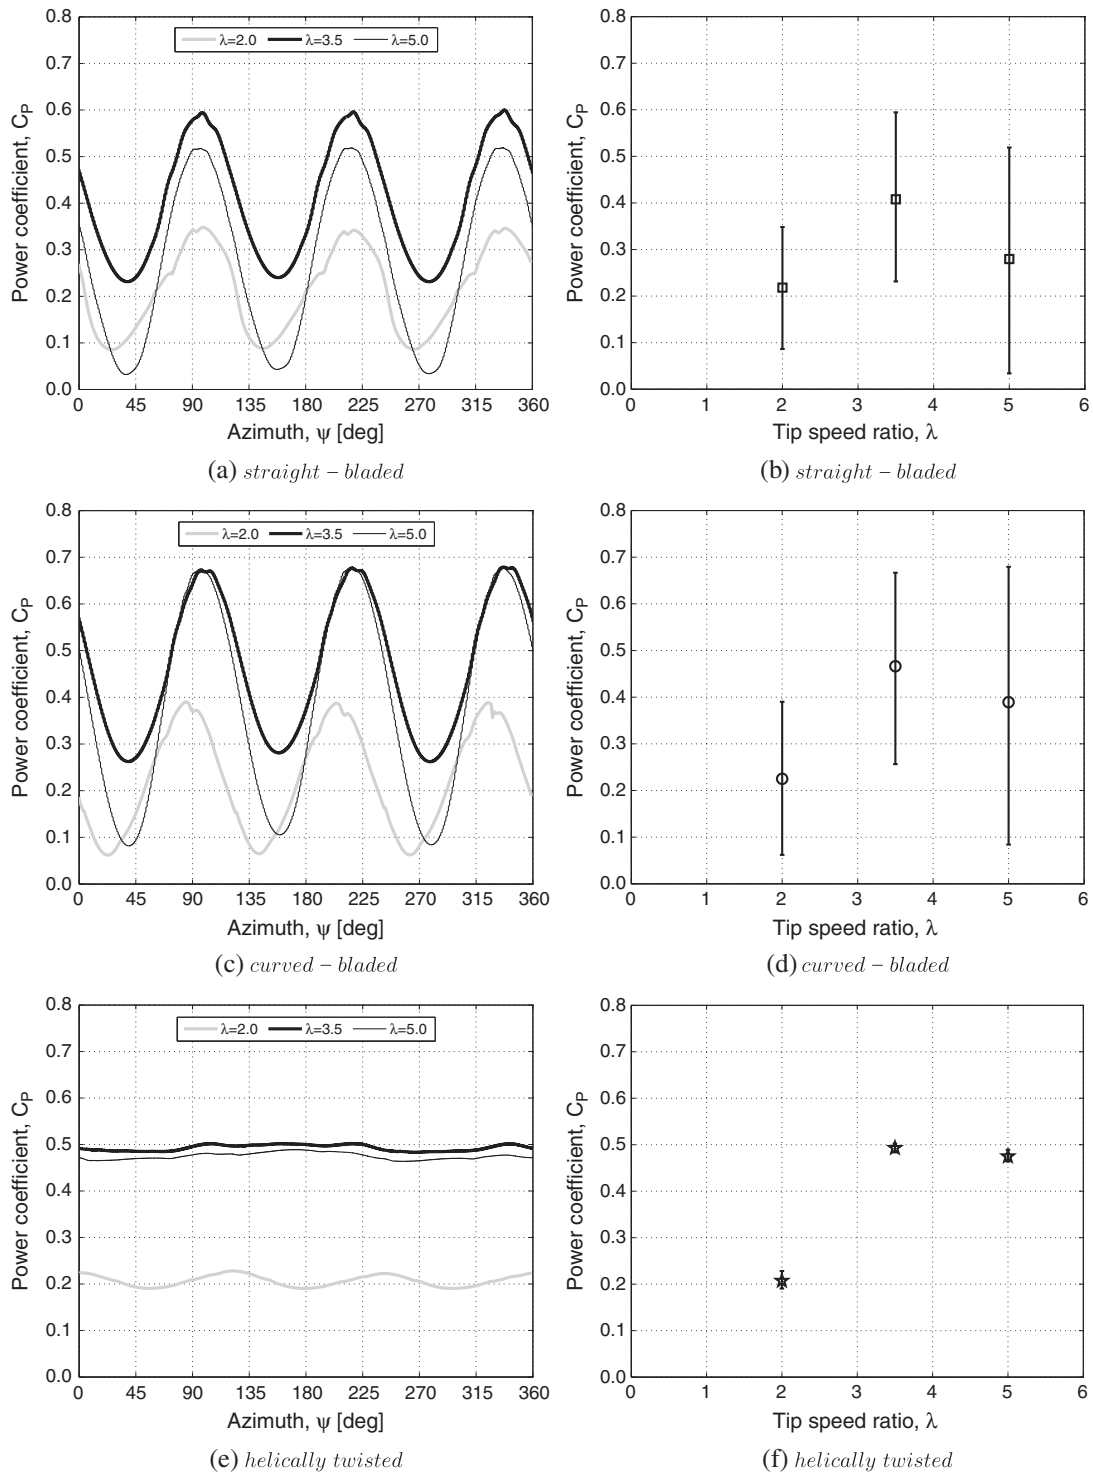 0.8
0.7
0.6
0.5
0.4
0.3
0.2
0.1
0.0
Power coefficient, C_P
λ=2.0 λ=3.5 λ=5.0
0 45 90 135 180 225 270 315 360
Azimuth, ψ [deg]
(a) straight – bladed
0.8
0.7
0.6
0.5
0.4
0.3
0.2
0.1
0.0
Power coefficient, C_P
0 1 2 3 4 5 6
Tip speed ratio, λ
(b) straight – bladed
0.8
0.7
0.6
0.5
0.4
0.3
0.2
0.1
0.0
Power coefficient, C_P
λ=2.0 λ=3.5 λ=5.0
0 45 90 135 180 225 270 315 360
Azimuth, ψ [deg]
(c) curved – bladed
0.8
0.7
0.6
0.5
0.4
0.3
0.2
0.1
0.0
Power coefficient, C_P
0 1 2 3 4 5 6
Tip speed ratio, λ
(d) curved – bladed
0.8
0.7
0.6
0.5
0.4
0.3
0.2
0.1
0.0
Power coefficient, C_P
λ=2.0 λ=3.5 λ=5.0
0 45 90 135 180 225 270 315 360
Azimuth, ψ [deg]
(e) helically twisted
0.8
0.7
0.6
0.5
0.4
0.3
0.2
0.1
0.0
Power coefficient, C_P
0 1 2 3 4 5 6
Tip speed ratio, λ
(f) helically twisted